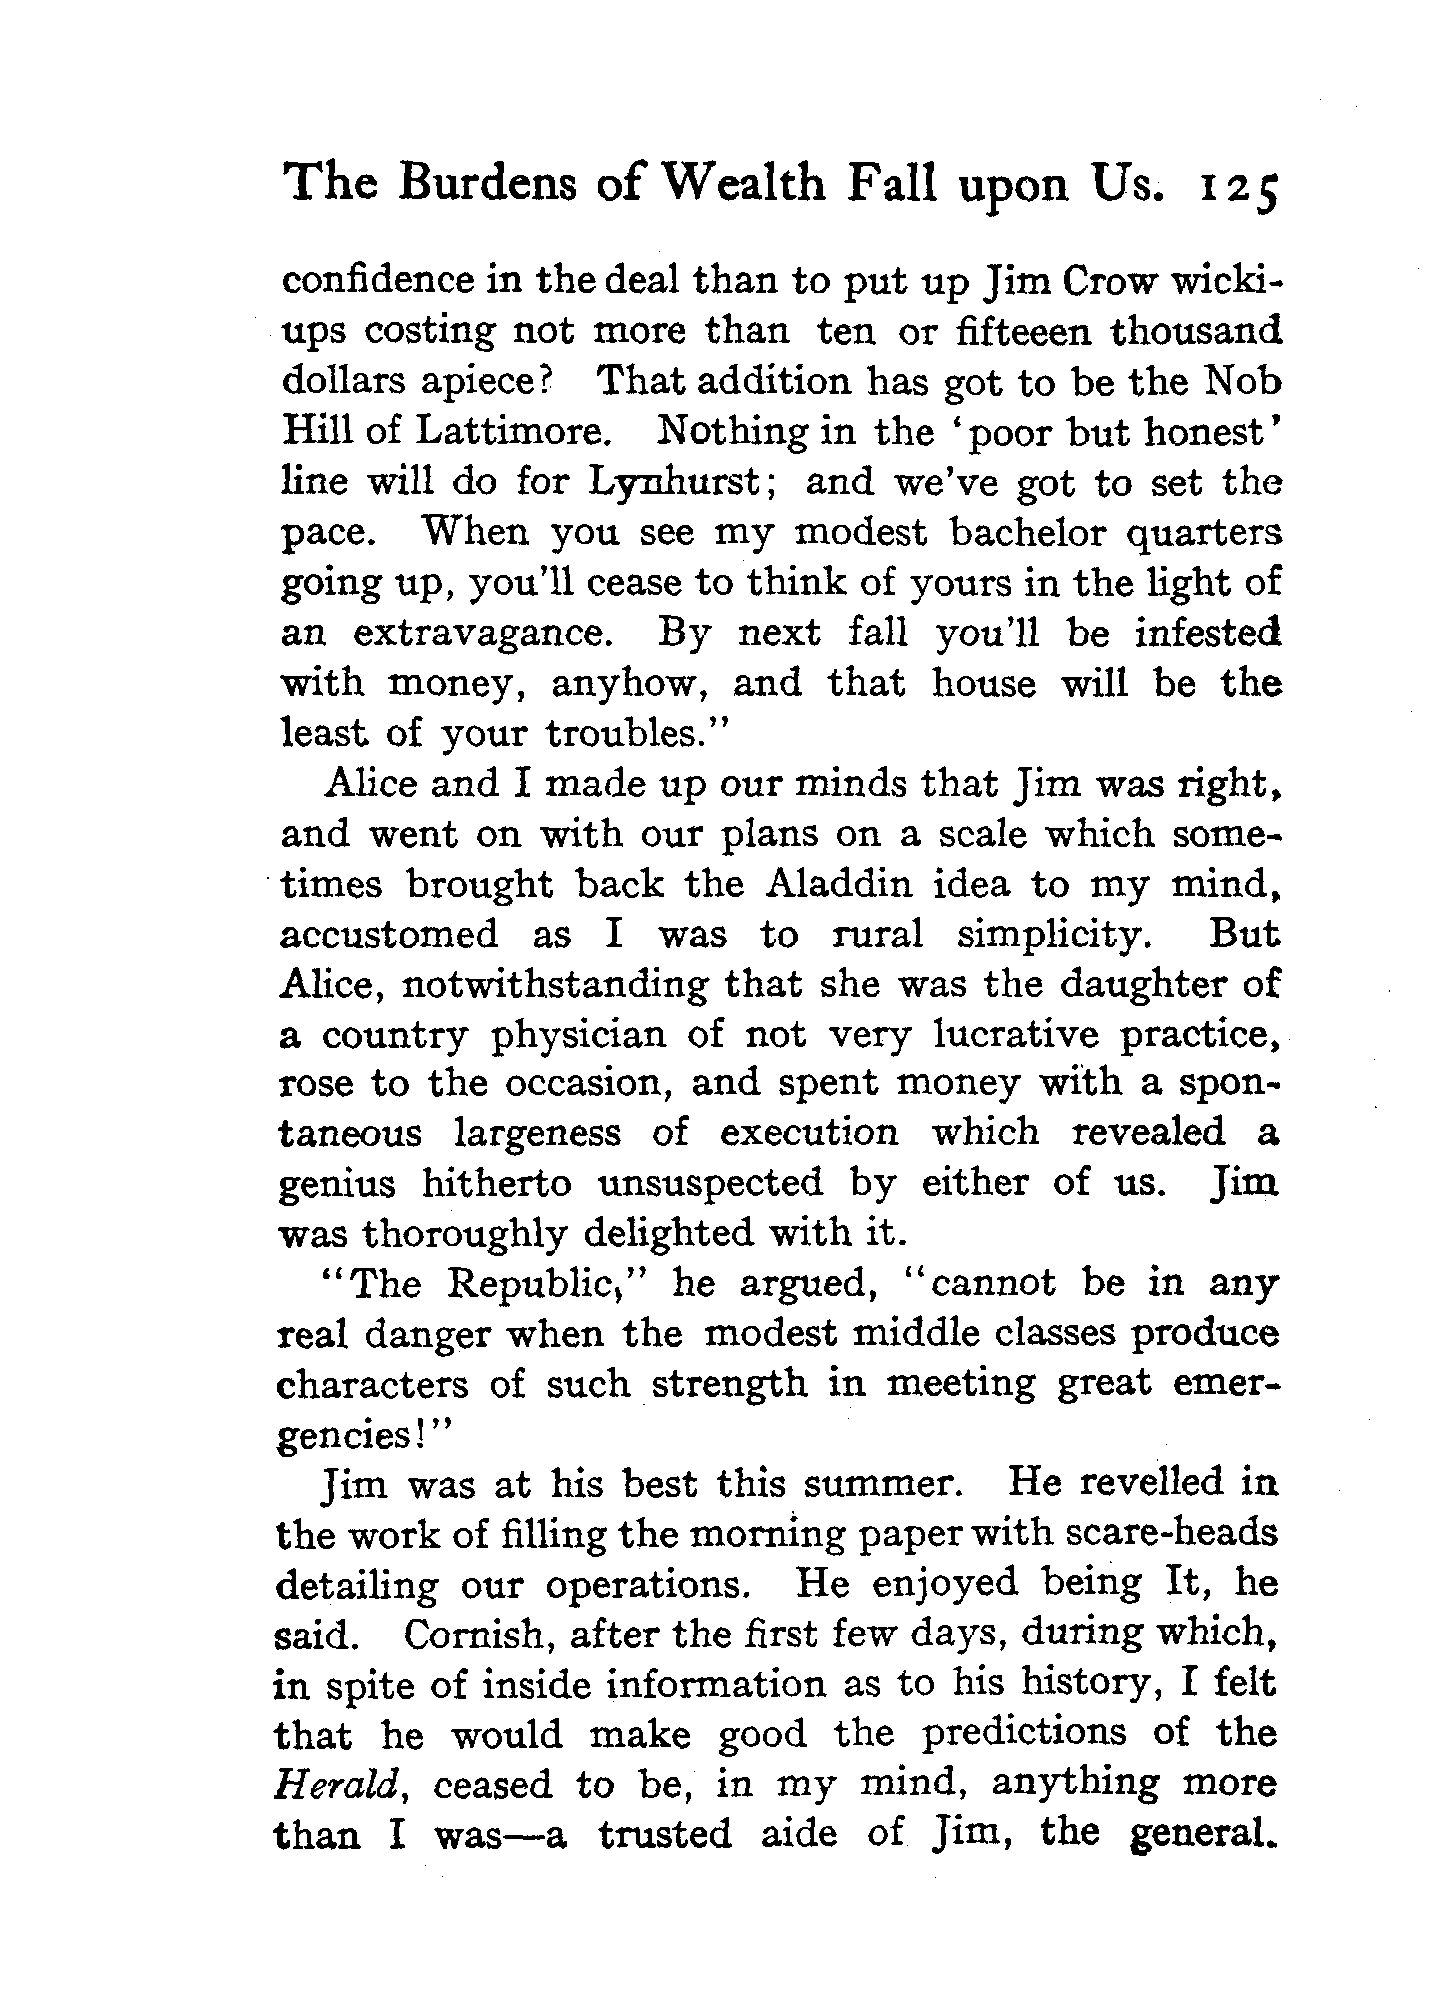 The Burdens of Wealth Fall upon Us. 125
confidence in the deal than to put up Jim Crow wicki-
ups costing not more than ten or fifteeen thousand
dollars apiece? That addition has got to be the Nob
Hill of Lattimore. Nothing in the ‘poor but honest’
line will do for Lynhurst; and we've got to set the
pace. When you see my modest bachelor quarters
going up, you'll cease to think of yours in the light of
an extravagance. By next fall you'll be infested
with money, anyhow, and that house will be the
least of your troubles.”
Alice and I made up our minds that Jim was right,
and went on with our plans on a scale which some-
times brought back the Aladdin idea to my mind,
accustomed as I was to rural simplicity. But
Alice, notwithstanding that she was the daughter of
a country physician of not very lucrative practice,
rose to the occasion, and spent money with a spon-
taneous largeness of execution which revealed a
genius hitherto unsuspected by either of us. Jim
was thoroughly delighted with it.
“The Republic,” he argued, “cannot be in any
real danger when the modest middle classes produce
characters of such strength in meeting great emer-
gencies!”
Jim was at his best this summer. He revelled in
the work of filling the morning paper with scare-heads
detailing our operations. He enjoyed being It, he
said. Cornish, after the first few days, during which,
in spite of inside information as to his history, I felt
that he would make good the predictions of the
Herald, ceased to be, in my mind, anything more
than I was—a trusted aide of Jim, the general.